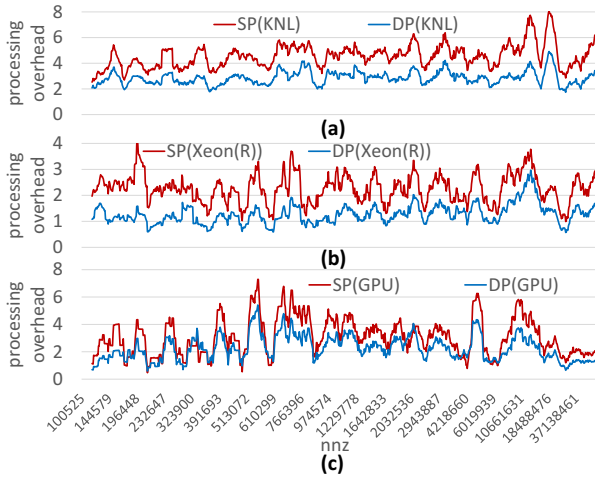 8
6
4
2
0
processing
overhead
SP(KNL)
DP(KNL)
(a)
4
3
2
1
0
processing
overhead
SP(Xeon(R))
DP(Xeon(R))
(b)
8
6
4
2
0
processing
overhead
SP(GPU)
DP(GPU)
100525
144579
196448
232647
323900
391693
513072
610299
766396
974574
1229778
1642833
2032536
2943887
4218660
6019939
10661631
18488476
37138461
nnz
(c)